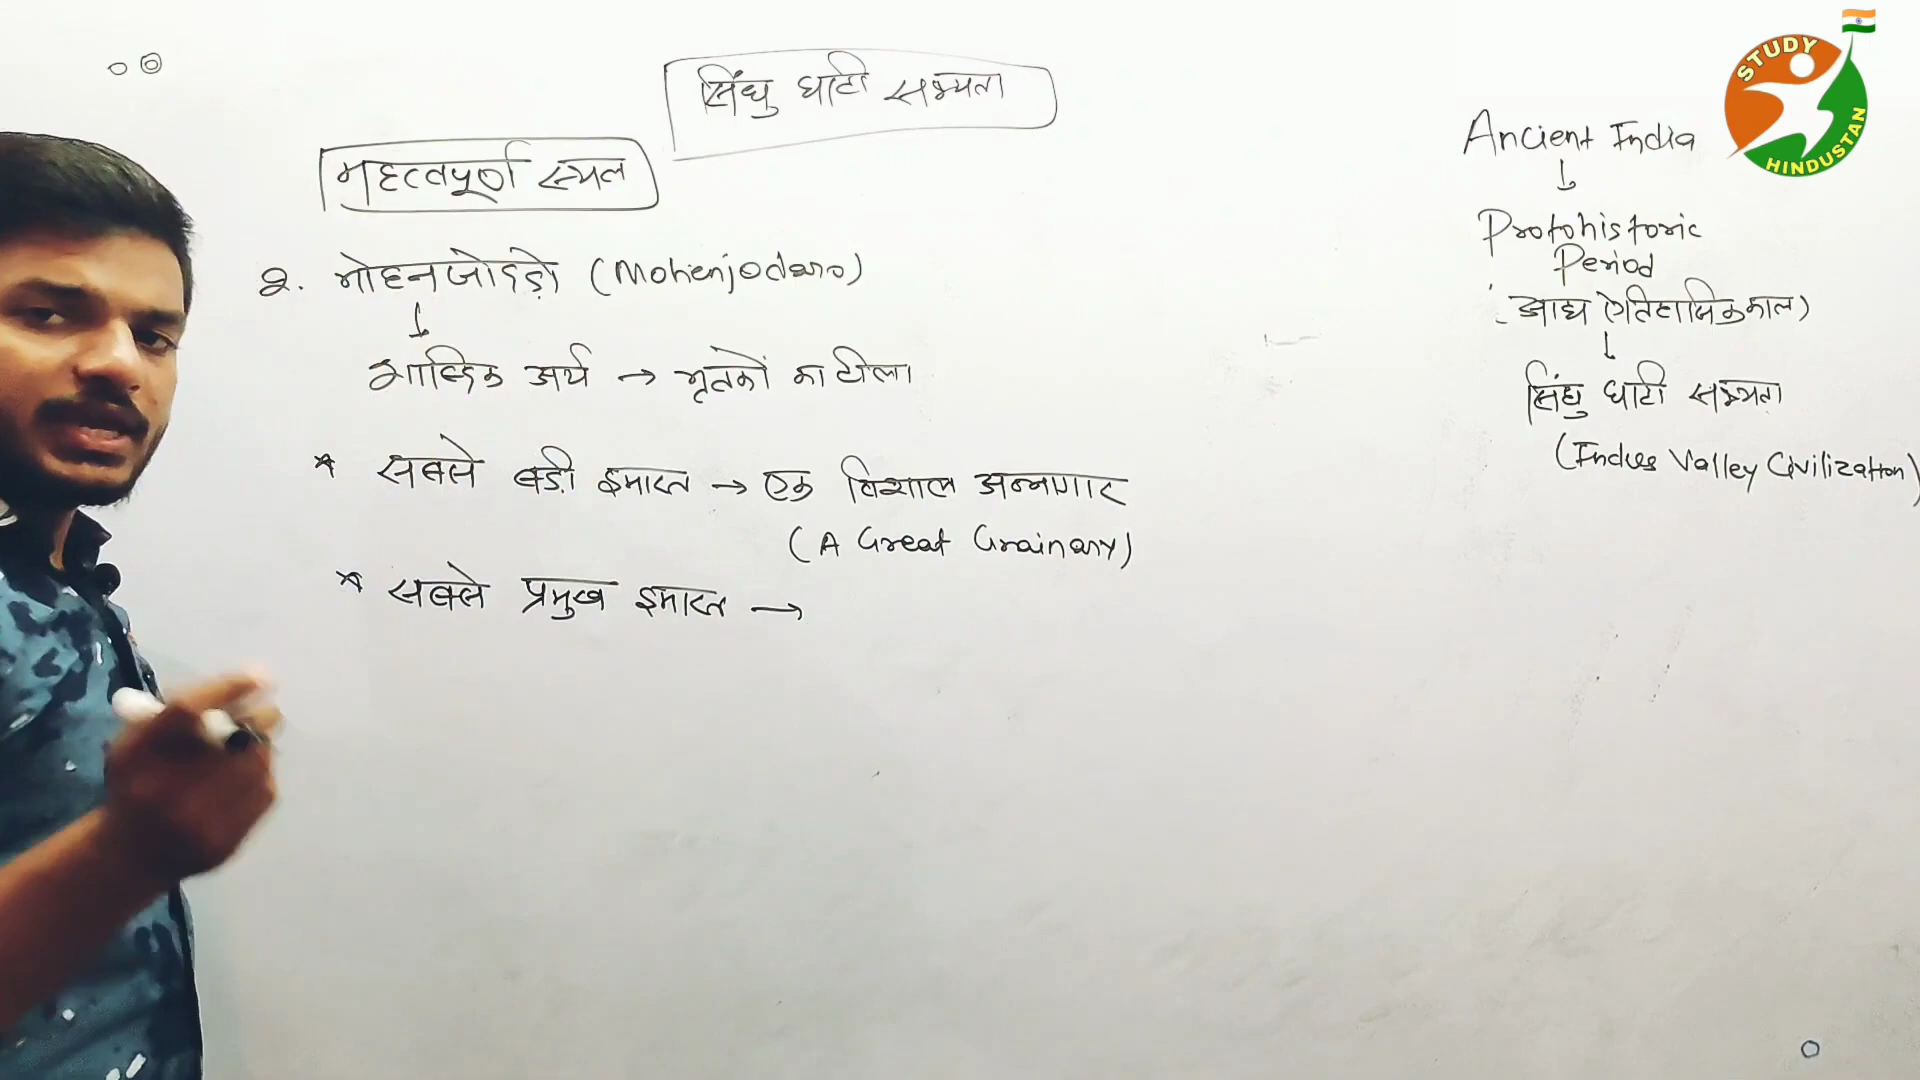 सिंधु घाटी सभ्यता
महत्वपूर्ण स्थल
2. मोहनजोदड़ो (Mohenjodaro)
शाब्दिक अर्थ → मृतकों का टीला
* सबसे बड़ी इमारत → एक विशाल अन्नागार
(A Great Grainary)
* सबसे प्रमुख इमारत →
Ancient India
↓
Protohistoric
Period
(आद्य ऐतिहासिक काल)
↓
सिंधु घाटी सभ्यता
(Indus Valley Civilization)
STUDY
HINDUSTAN